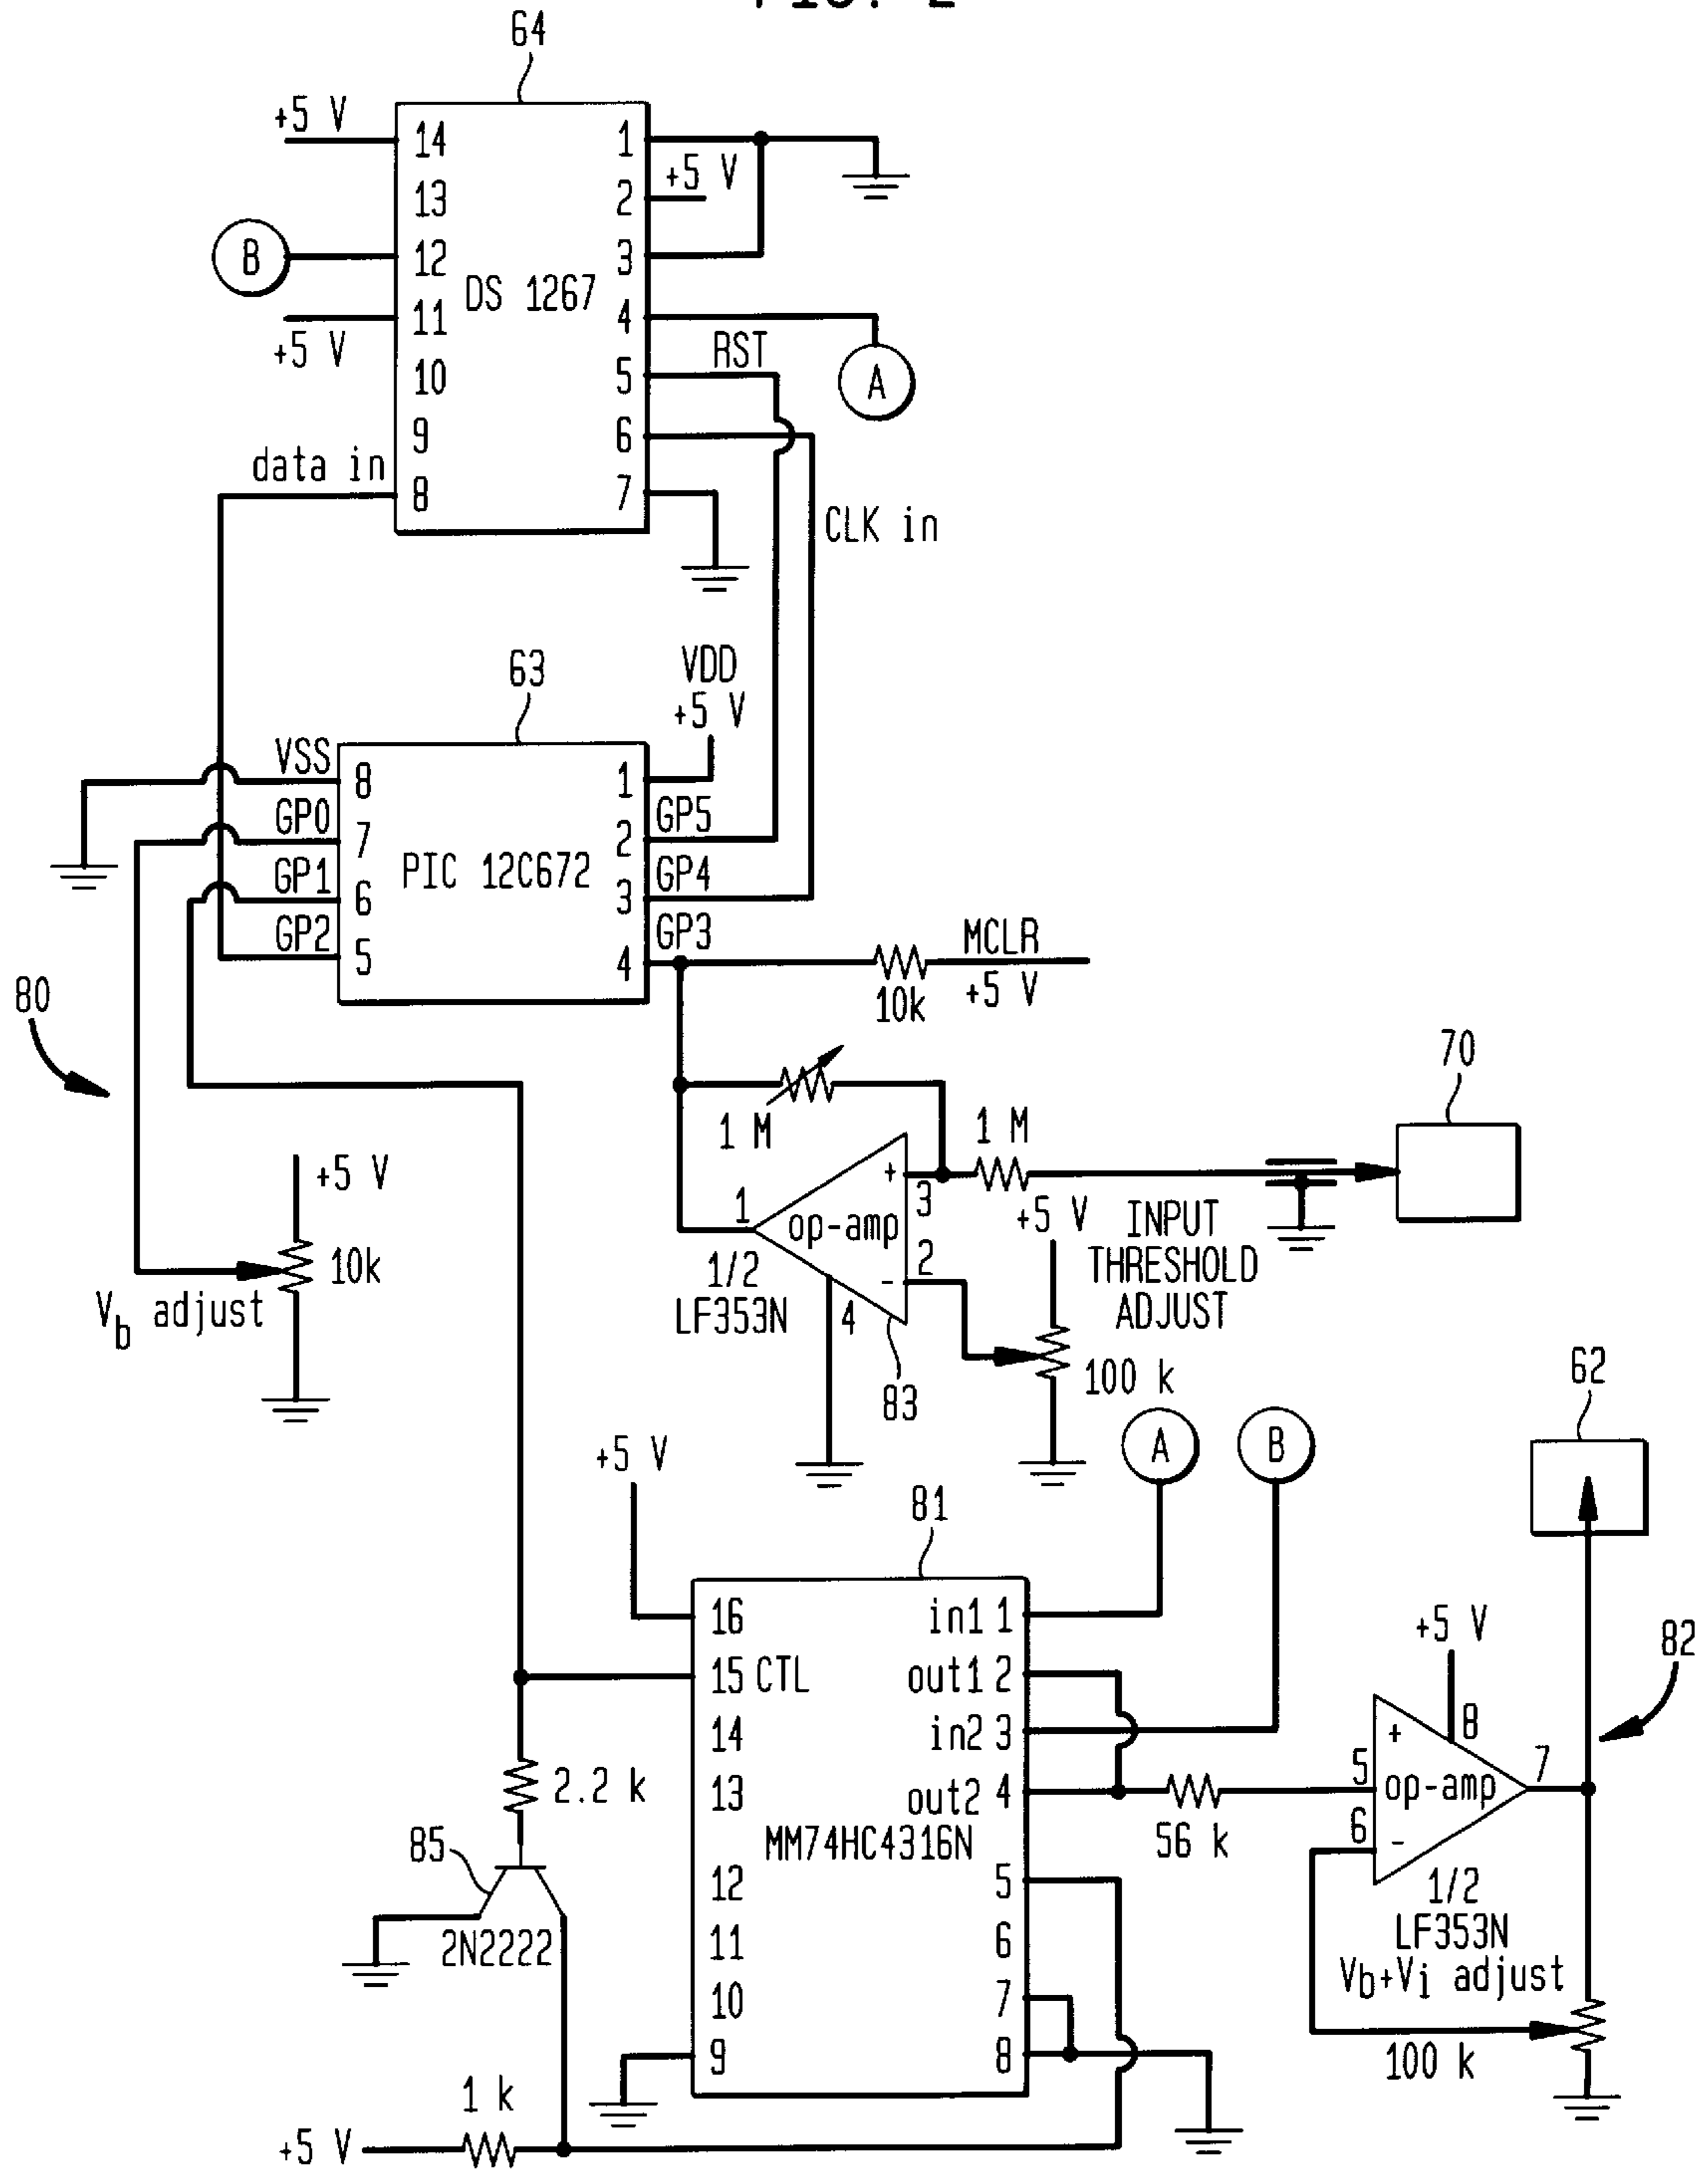 64
+5 V
14
1
+5 V
13
2
B
12
3
DS 1267
11
4
+5 V
RST
10
5
A
9
6
data in
8
7
CLK in
63
VDD
+5 V
VSS
8
1
GP0
GP5
7
2
PIC 12C672
GP1
GP4
6
3
GP2
GP3
5
4
MCLR
10k
+5 V
80
70
1 M
1 M
+5 V
+
3
1
op-amp
+5 V
INPUT
THRESHOLD
ADJUST
10k
2
-
1/2
LF353N
4
Vb adjust
100 k
83
62
A
B
+5 V
81
16
in1 1
+5 V
82
15 CTL
out1 2
14
in2 3
+
8
2.2 k
13
out2 4
5
op-amp
7
6
-
MM74HC4316N
56 k
85
12
5
1/2
LF353N
2N2222
11
6
Vb+Vi adjust
10
7
9
8
100 k
1 k
+5 V